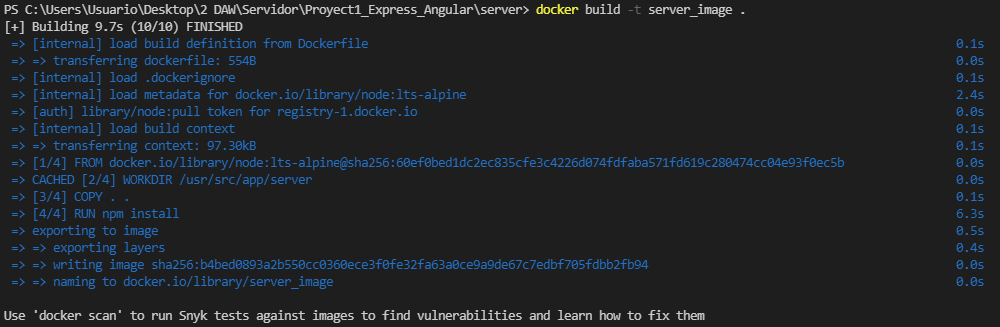 PS C:\Users\Usuario\Desktop\2 DAW\Servidor\Proyect1_Express_Angular\server> docker build -t server_image .
[+] Building 9.7s (10/10) FINISHED
=> [internal] load build definition from Dockerfile 0.1s
=> => transferring dockerfile: 554B 0.0s
=> [internal] load .dockerignore 0.1s
=> [internal] load metadata for docker.io/library/node:lts-alpine 2.4s
=> [auth] library/node:pull token for registry-1.docker.io 0.0s
=> [internal] load build context 0.1s
=> => transferring context: 97.30kB 0.1s
=> [1/4] FROM docker.io/library/node:lts-alpine@sha256:60ef0bed1dc2ec835cfe3c4226d074fdfaba571fd619c280474cc04e93f0ec5b 0.0s
=> CACHED [2/4] WORKDIR /usr/src/app/server 0.0s
=> [3/4] COPY . . 0.1s
=> [4/4] RUN npm install 6.3s
=> exporting to image 0.5s
=> => exporting layers 0.4s
=> => writing image sha256:b4bed0893a2b550cc0360ece3f0fe32fa63a0ce9a9de67c7edbf705fdbb2fb94 0.0s
=> => naming to docker.io/library/server_image 0.0s
Use 'docker scan' to run Snyk tests against images to find vulnerabilities and learn how to fix them